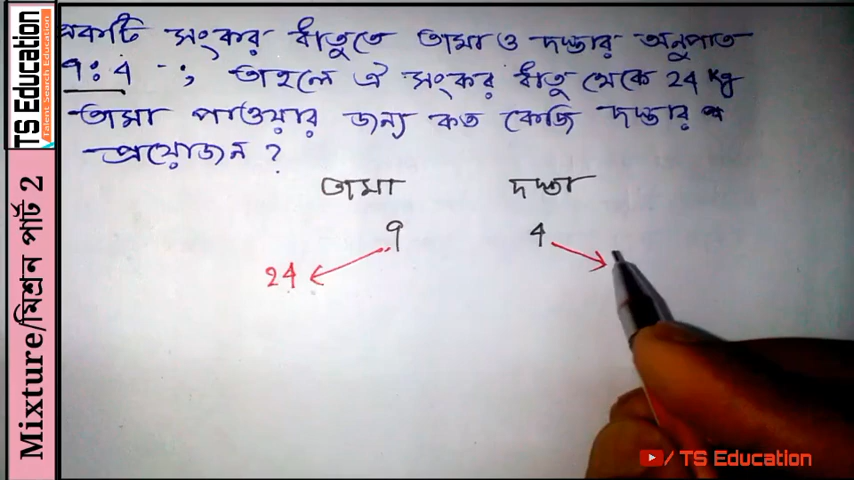 একটি সংকর ধাতুতে তামা ও দস্তার অনুপাত
9:4 ; তাহলে ঐ সংকর ধাতু থেকে 24 Kg
তামা পাওয়ার জন্য কত কেজি দস্তার
প্রয়োজন ?
তামা দস্তা
9 4
24
TS Education
Talent Search Education
Mixture/মিশ্রন পার্ট 2
/ TS Education